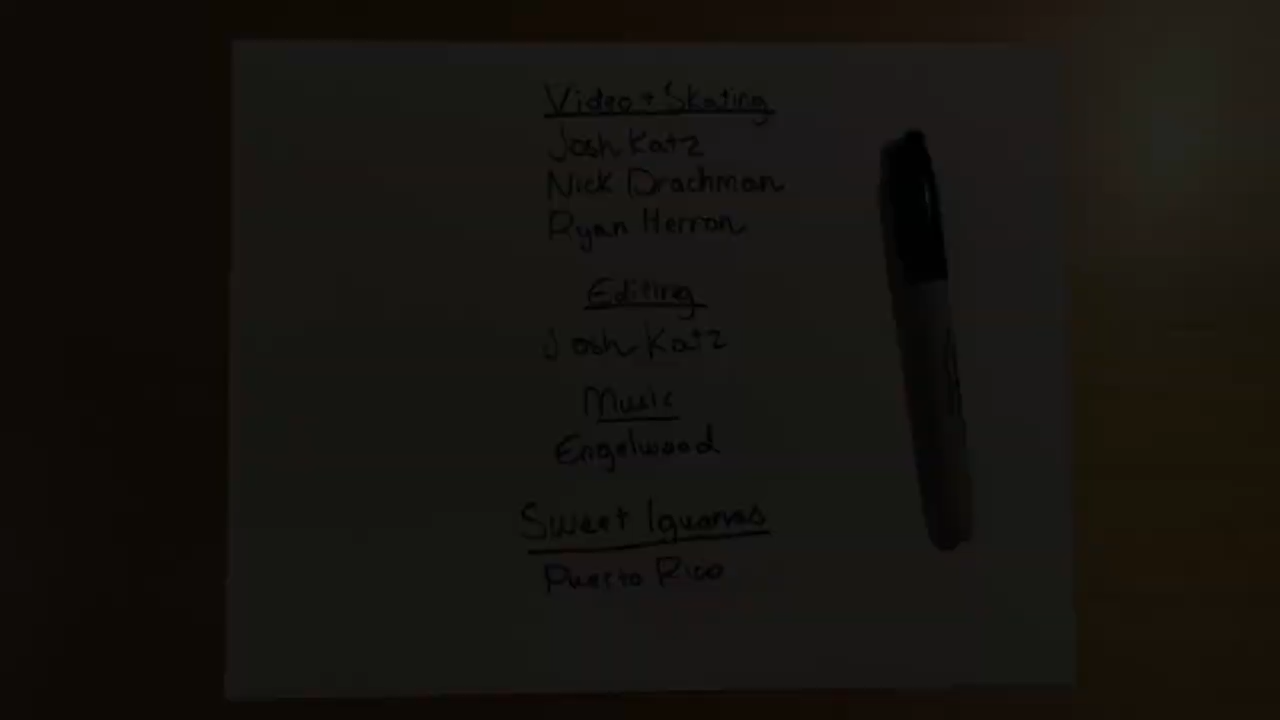 Video + Skating
Josh Katz
Nick Drachman
Ryan Herron
Editing
Josh Katz
Music
Engelwood
Sweet Iguanas
Puerto Rico